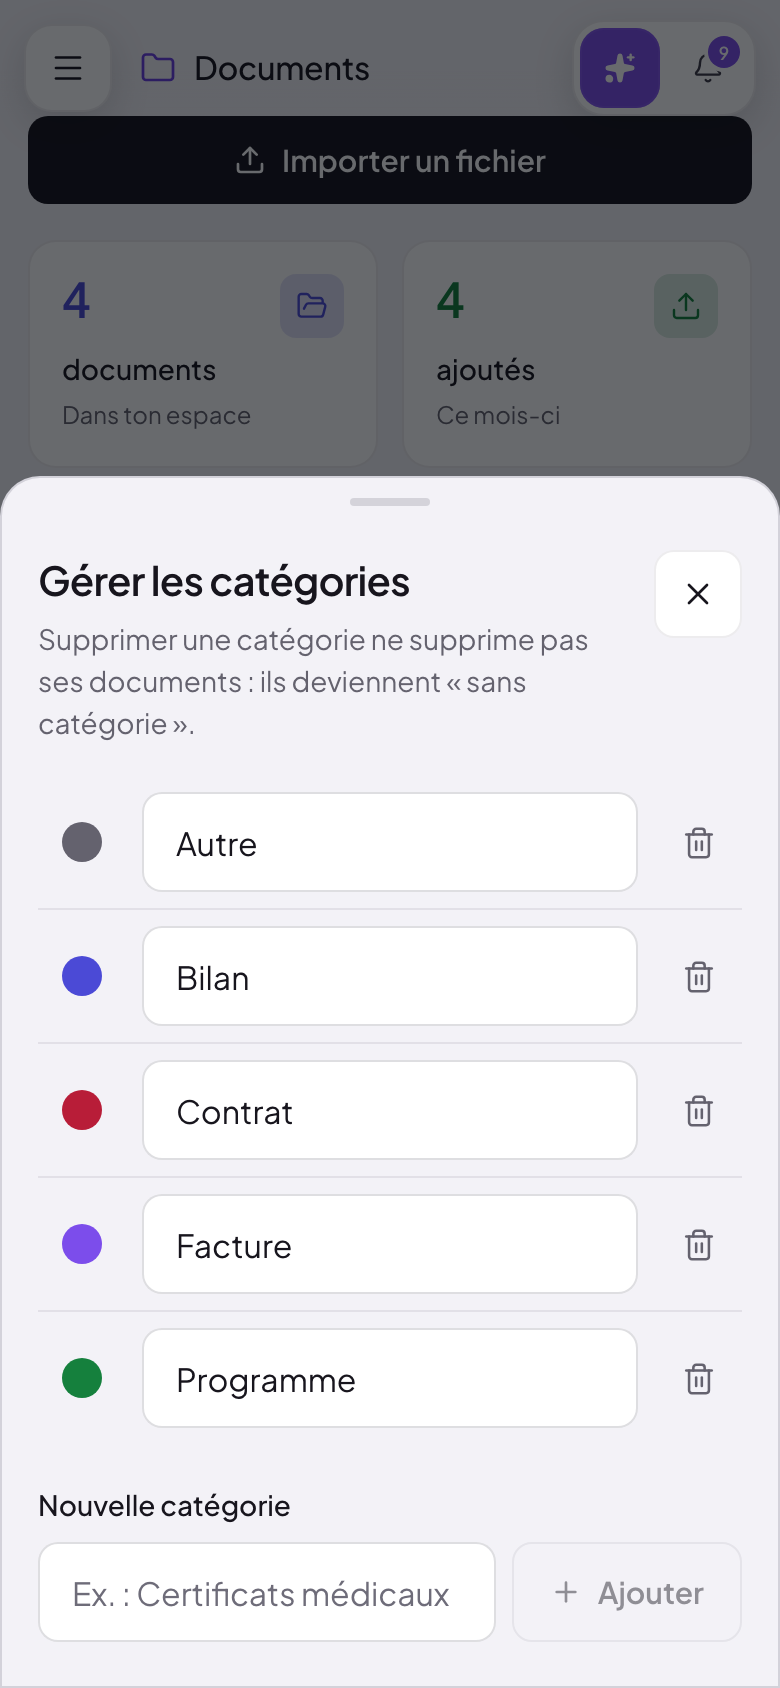 Documents
9
Importer un fichier
4
documents
Dans ton espace
4
ajoutés
Ce mois-ci
Gérer les catégories
Supprimer une catégorie ne supprime pas
ses documents : ils deviennent « sans
catégorie ».
Autre
Bilan
Contrat
Facture
Programme
Nouvelle catégorie
Ex. : Certificats médicaux
Ajouter